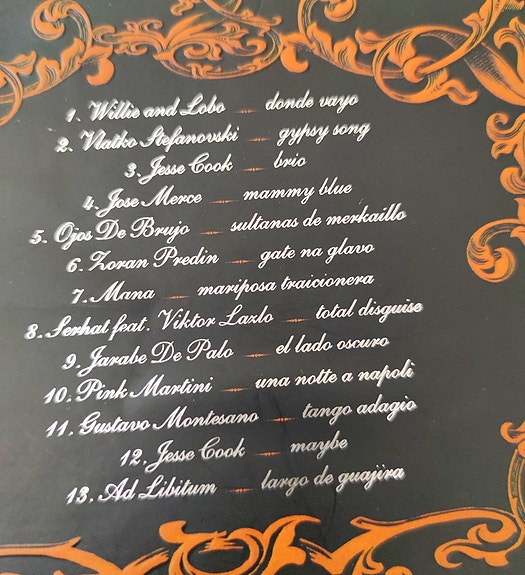 1. Willie and Lobo donde vayo
2. Vlatko Stefanovski gypsy song
3. Jesse Cook brio
4. Jose Merce mammy blue
5. Ojos De Brujo sultanas de merkaillo
6. Zoran Predin gate na glavo
7. Mana mariposa traicionera
8. Serhat feat. Viktor Lazlo total disguise
9. Jarabe De Palo el lado oscuro
10. Pink Martini una notte a napoli
11. Gustavo Montesano tango adagio
12. Jesse Cook maybe
13. Ad Libitum largo de guajira